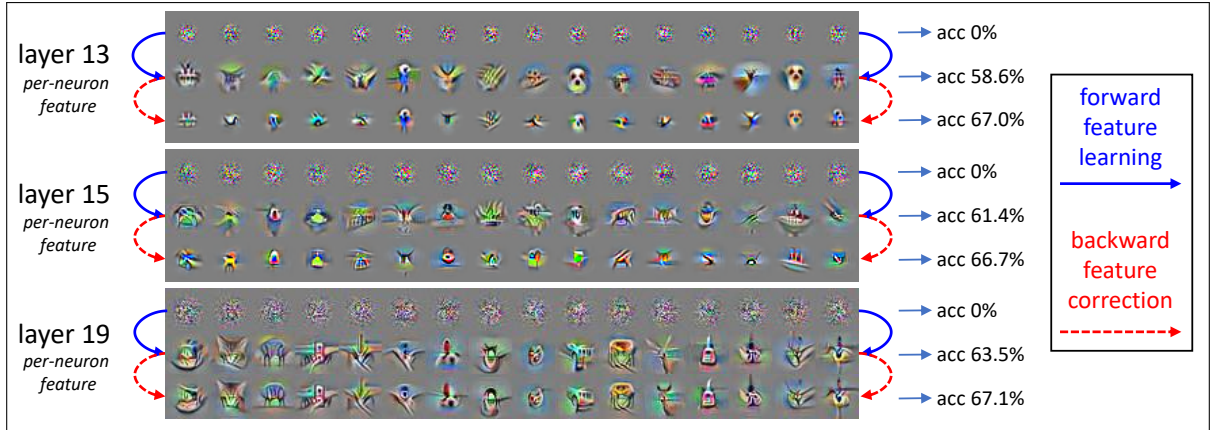 layer 13
per-neuron
feature
acc 0%
acc 58.6%
acc 67.0%
layer 15
per-neuron
feature
acc 0%
acc 61.4%
acc 66.7%
layer 19
per-neuron
feature
acc 0%
acc 63.5%
acc 67.1%
forward
feature
learning
backward
feature
correction